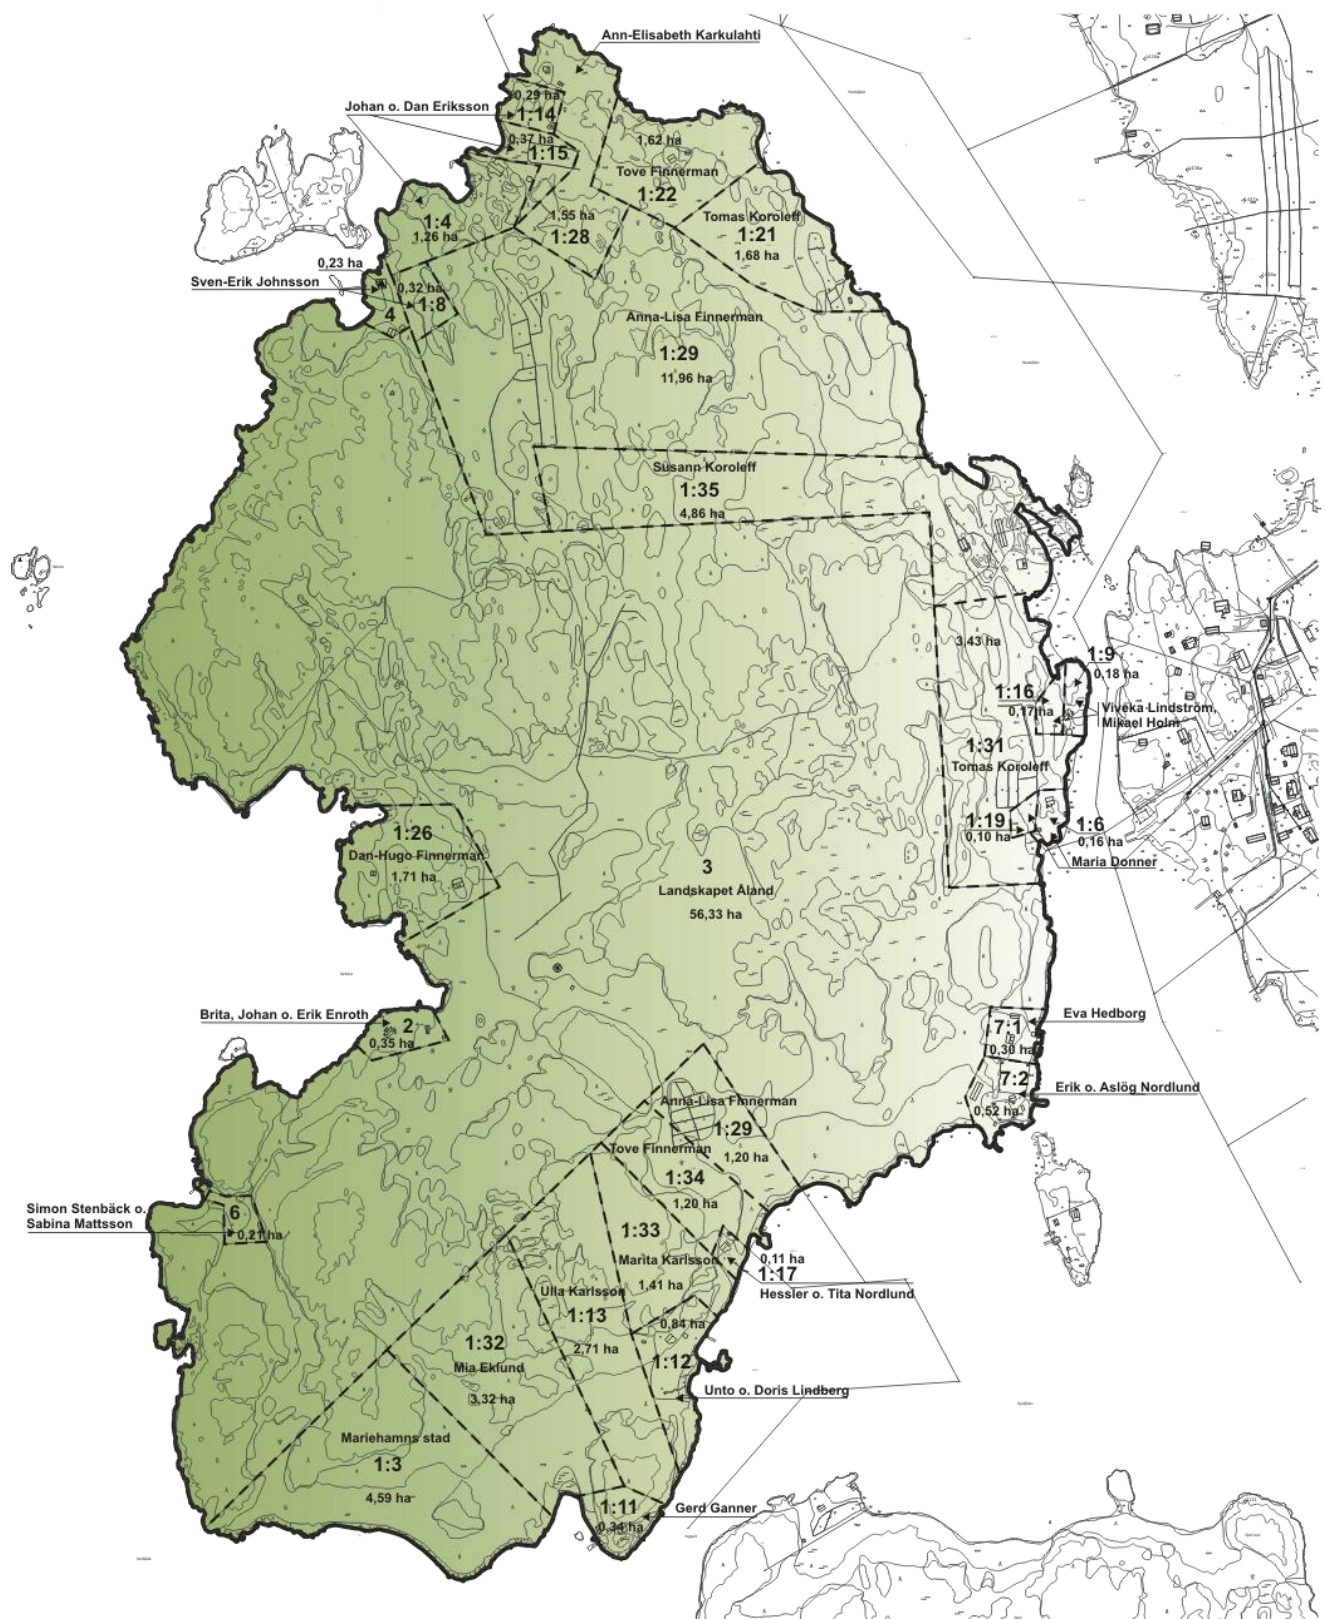 Ann-Elisabeth Karkulahti
0,29 ha
Johan o. Dan Eriksson
1:14
0,37 ha
1:15
1,62 ha
Tove Finnerman
1:22
1:4
1,26 ha
1,55 ha
1:28
Tomas Koroleff
1:21
1,68 ha
0,23 ha
Sven-Erik Johnsson
0,32 ha
1:8
4
Anna-Lisa Finnerman
1:29
11,96 ha
Susann Koroleff
1:35
4,86 ha
3,43 ha
1:9
0,18 ha
1:16
0,17 ha
Viveka Lindström,
Mikael Holm
1:31
Tomas Koroleff
1:19
0,10 ha
1:6
0,16 ha
Maria Donner
1:26
Dan-Hugo Finnerman
1,71 ha
3
Landskapet Åland
56,33 ha
Brita, Johan o. Erik Enroth
2
0,35 ha
Eva Hedborg
7:1
0,30 ha
7:2
Erik o. Aslög Nordlund
0,52 ha
Anna-Lisa Finnerman
1:29
1,20 ha
Tove Finnerman
1:34
1,20 ha
Simon Stenbäck o.
Sabina Mattsson
6
0,21 ha
1:33
Marita Karlsson
1,41 ha
0,11 ha
1:17
Hessler o. Tita Nordlund
Ulla Karlsson
1:13
2,71 ha
0,84 ha
1:12
Unto o. Doris Lindberg
1:32
Mia Eklund
3,32 ha
Mariehamns stad
1:3
4,59 ha
1:11
0,34 ha
Gerd Ganner